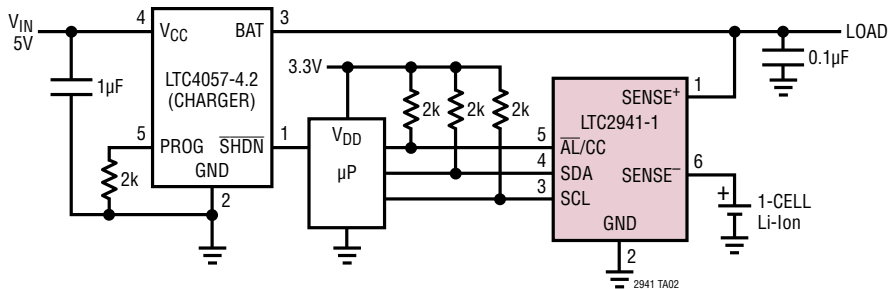 VIN
5V
4
VCC
BAT
3
LOAD
1µF
LTC4057-4.2
(CHARGER)
3.3V
0.1µF
2k
2k
2k
SENSE+
1
LTC2941-1
5
PROG
SHDN
1
VDD
µP
5
AL/CC
4
SDA
3
SCL
SENSE–
6
2k
GND
2
+
1-CELL
Li-Ion
GND
2
2941 TA02